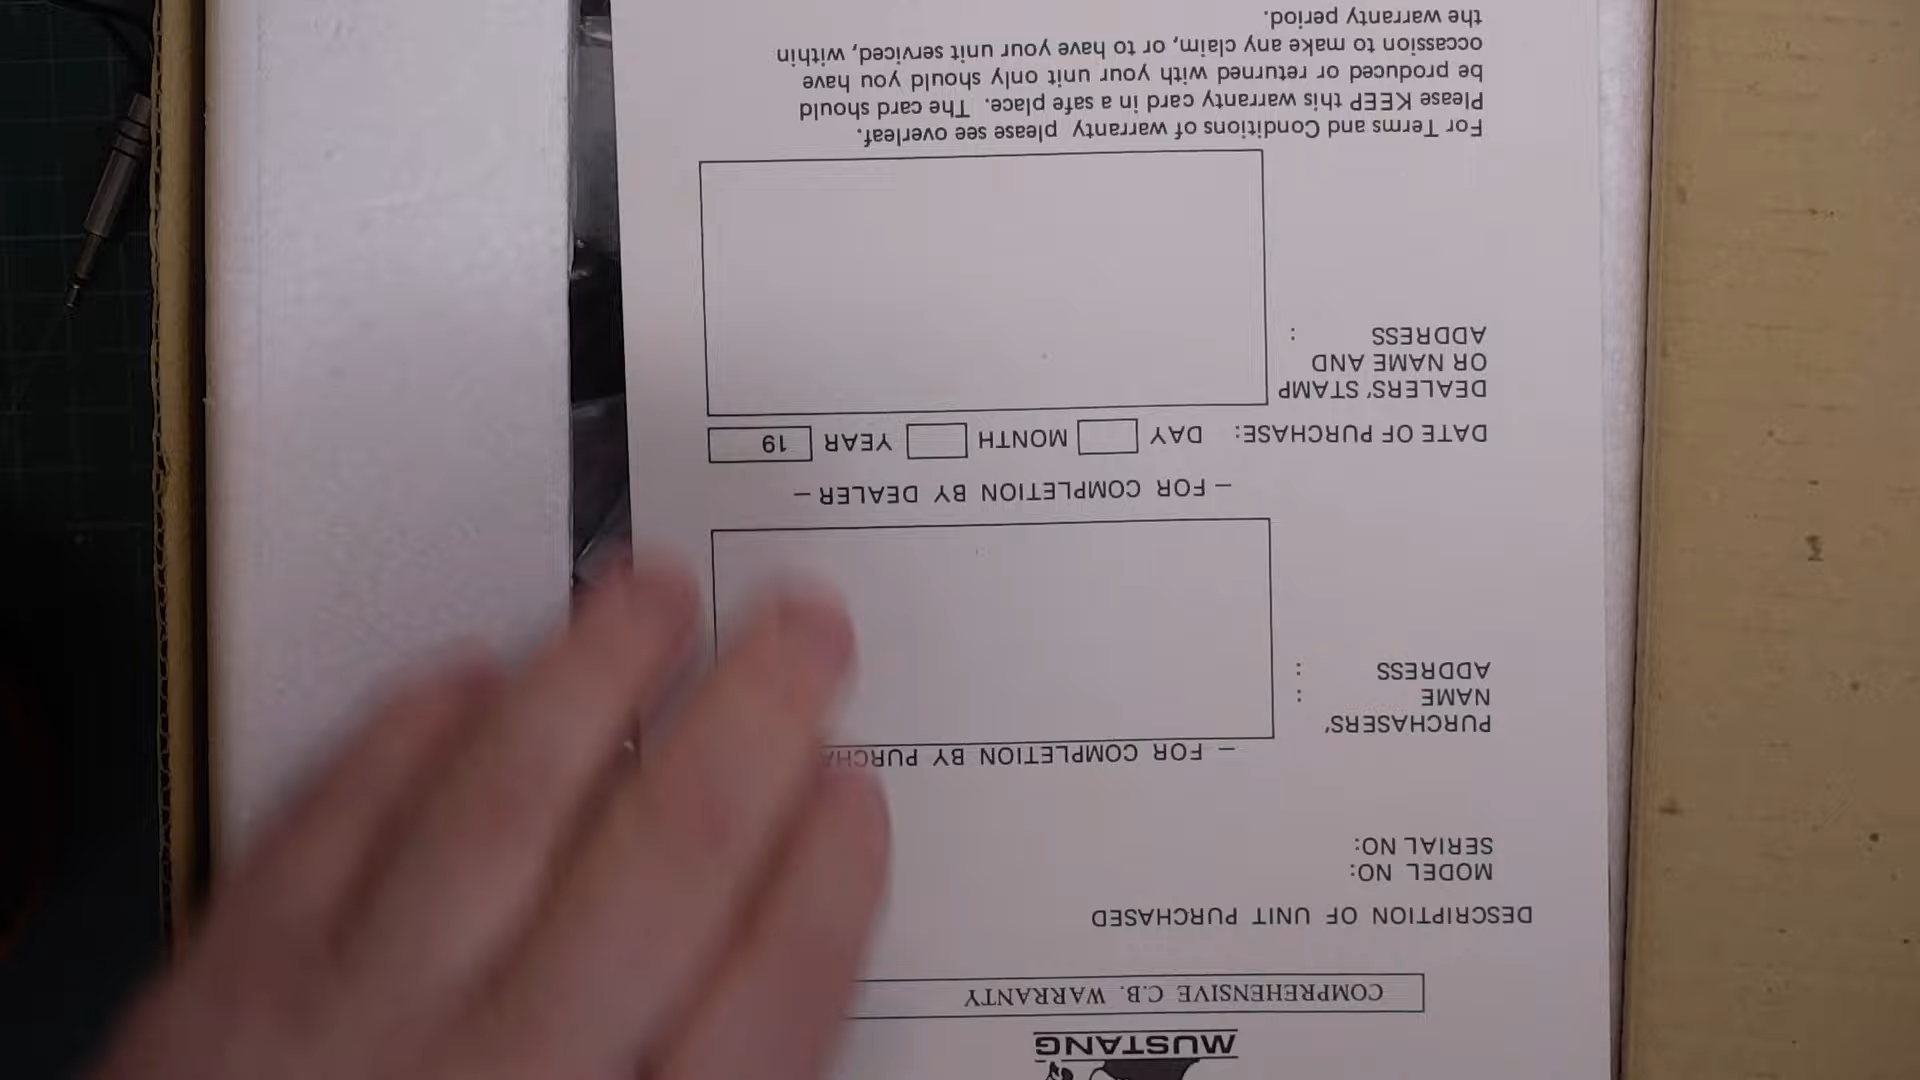 MUSTANG
COMPREHENSIVE C.B. WARRANTY
DESCRIPTION OF UNIT PURCHASED
MODEL NO:
SERIAL NO:
— FOR COMPLETION BY
PURCHASERS'
NAME :
ADDRESS :
— FOR COMPLETION BY DEALER —
DATE OF PURCHASE: DAY MONTH YEAR 19
DEALERS' STAMP
OR NAME AND
ADDRESS :
For Terms and Conditions of warranty please see overleaf.
Please KEEP this warranty card in a safe place. The card should
be produced or returned with your unit only should you have
occassion to make any claim, or to have your unit serviced, within
the warranty period.